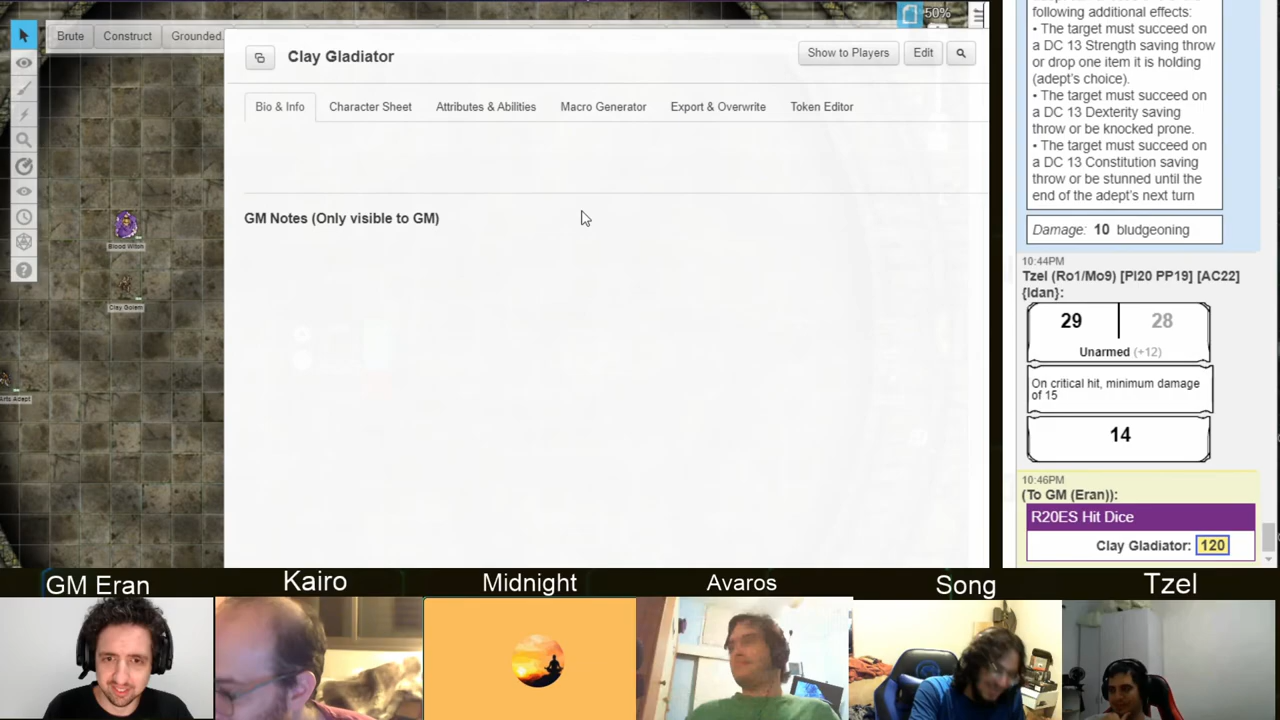 Brute
Construct
Grounded
50%
Clay Gladiator
Show to Players
Edit
Bio & Info
Character Sheet
Attributes & Abilities
Macro Generator
Export & Overwrite
Token Editor
GM Notes (Only visible to GM)
Blood Witch
Clay Golem
Arts Adept
following additional effects:
• The target must succeed on
a DC 13 Strength saving throw
or drop one item it is holding
(adept's choice).
• The target must succeed on
a DC 13 Dexterity saving
throw or be knocked prone.
• The target must succeed on
a DC 13 Constitution saving
throw or be stunned until the
end of the adept's next turn
Damage: 10 bludgeoning
10:44PM
Tzel (Ro1/Mo9) [PI20 PP19] [AC22]
{Idan}:
29
28
Unarmed (+12)
On critical hit, minimum damage
of 15
14
10:46PM
(To GM (Eran)):
R20ES Hit Dice
Clay Gladiator: 120
GM Eran
Kairo
Midnight
Avaros
Song
Tzel